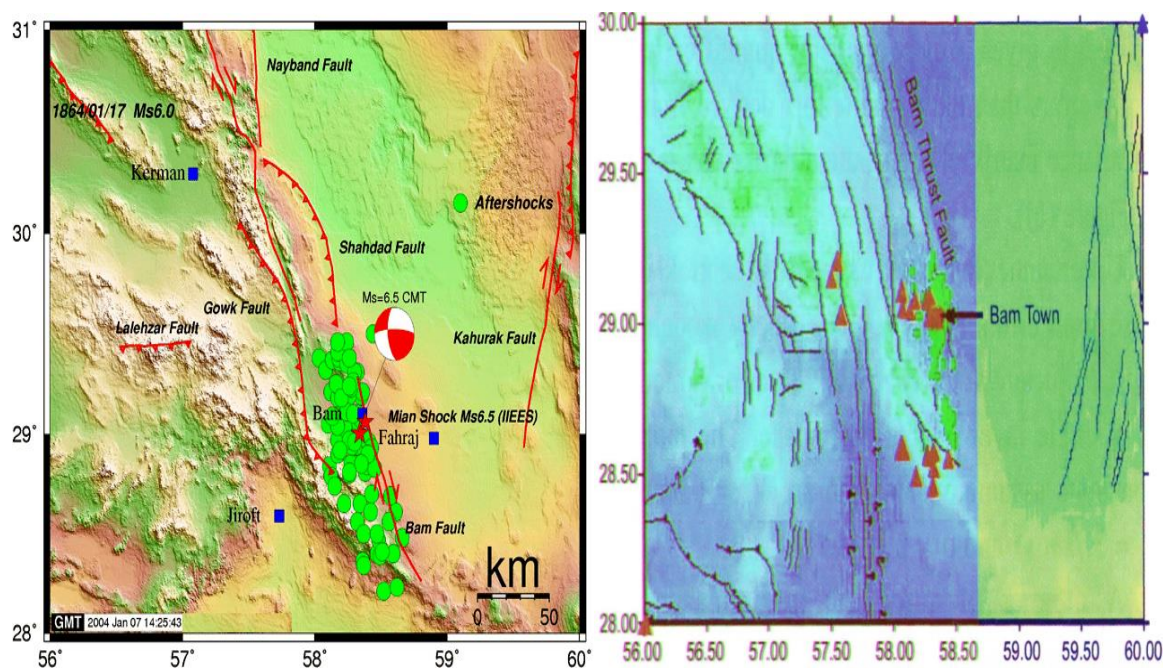 31°
Nayband Fault
1864/01/17 Ms6.0
Kerman
Aftershocks
30°
Shahdad Fault
Ms=6.5 CMT
Gowk Fault
Lalehzar Fault
Kahurak Fault
Bam
Mian Shock Ms6.5 (IIEES)
29°
Fahraj
Jiroft
Bam Fault
km
0 50
GMT 2004 Jan 07 14:25:43
28°
56° 57° 58° 59° 60°
30.00
Bam Thrust Fault
29.50
29.00
Bam Town
28.50
28.00
56.00 56.50 57.00 57.50 58.00 58.50 59.00 59.50 60.00